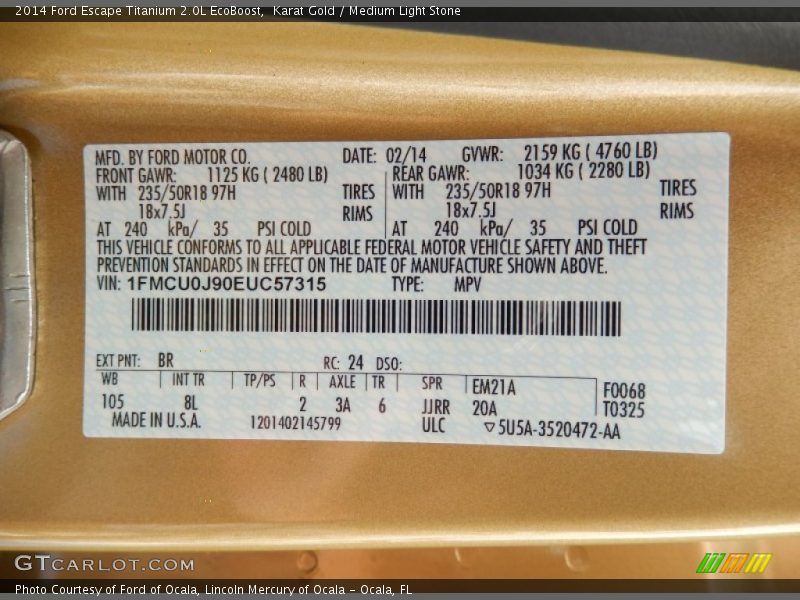 2014 Ford Escape Titanium 2.0L EcoBoost, Karat Gold / Medium Light Stone
MFD. BY FORD MOTOR CO. DATE: 02/14 GVWR: 2159 KG ( 4760 LB)
FRONT GAWR: 1125 KG ( 2480 LB) REAR GAWR: 1034 KG ( 2280 LB)
WITH 235/50R18 97H TIRES WITH 235/50R18 97H TIRES
18x7.5J RIMS 18x7.5J RIMS
AT 240 kPa/ 35 PSI COLD AT 240 kPa/ 35 PSI COLD
THIS VEHICLE CONFORMS TO ALL APPLICABLE FEDERAL MOTOR VEHICLE SAFETY AND THEFT
PREVENTION STANDARDS IN EFFECT ON THE DATE OF MANUFACTURE SHOWN ABOVE.
VIN: 1FMCU0J90EUC57315 TYPE: MPV
EXT PNT: BR RC: 24 DSO:
WB INT TR TP/PS R AXLE TR SPR EM21A F0068
105 8L 2 3A 6 JJRR 20A T0325
MADE IN U.S.A. 1201402145799 ULC ▽5U5A-3520472-AA
GTCARLOT.COM
Photo Courtesy of Ford of Ocala, Lincoln Mercury of Ocala – Ocala, FL